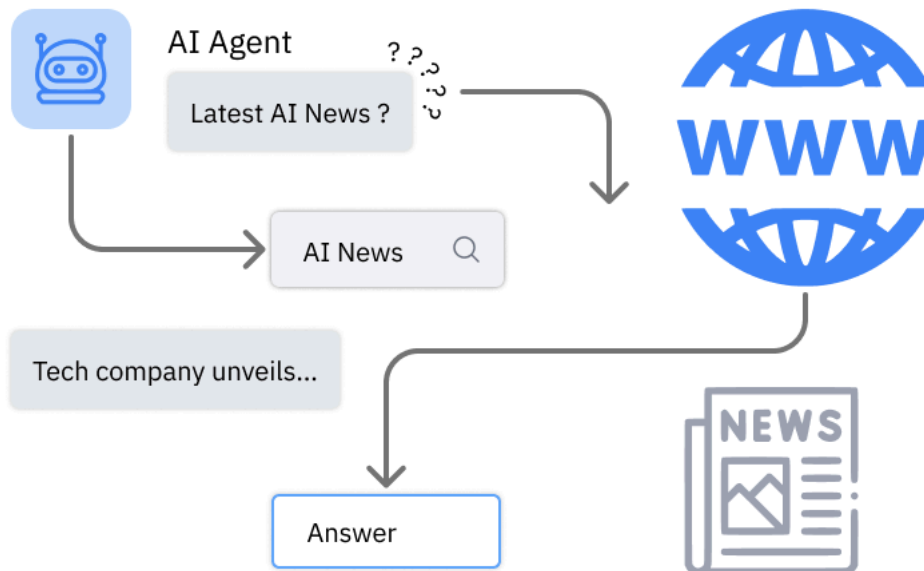 AI Agent
? ? ? ? ?
Latest AI News ?
WWW
AI News
Tech company unveils...
NEWS
Answer